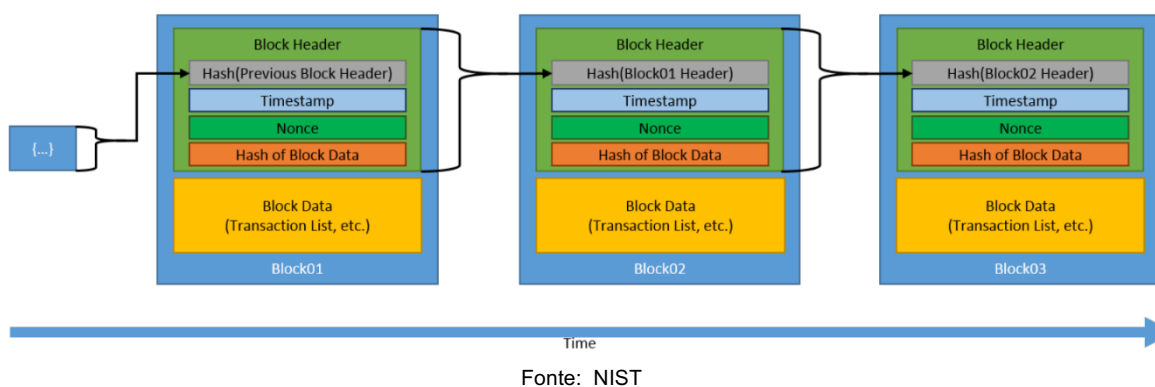 {...}
Block Header
Hash(Previous Block Header)
Timestamp
Nonce
Hash of Block Data
Block Data
(Transaction List, etc.)
Block01
Block Header
Hash(Block01 Header)
Timestamp
Nonce
Hash of Block Data
Block Data
(Transaction List, etc.)
Block02
Block Header
Hash(Block02 Header)
Timestamp
Nonce
Hash of Block Data
Block Data
(Transaction List, etc.)
Block03
Time
Fonte: NIST